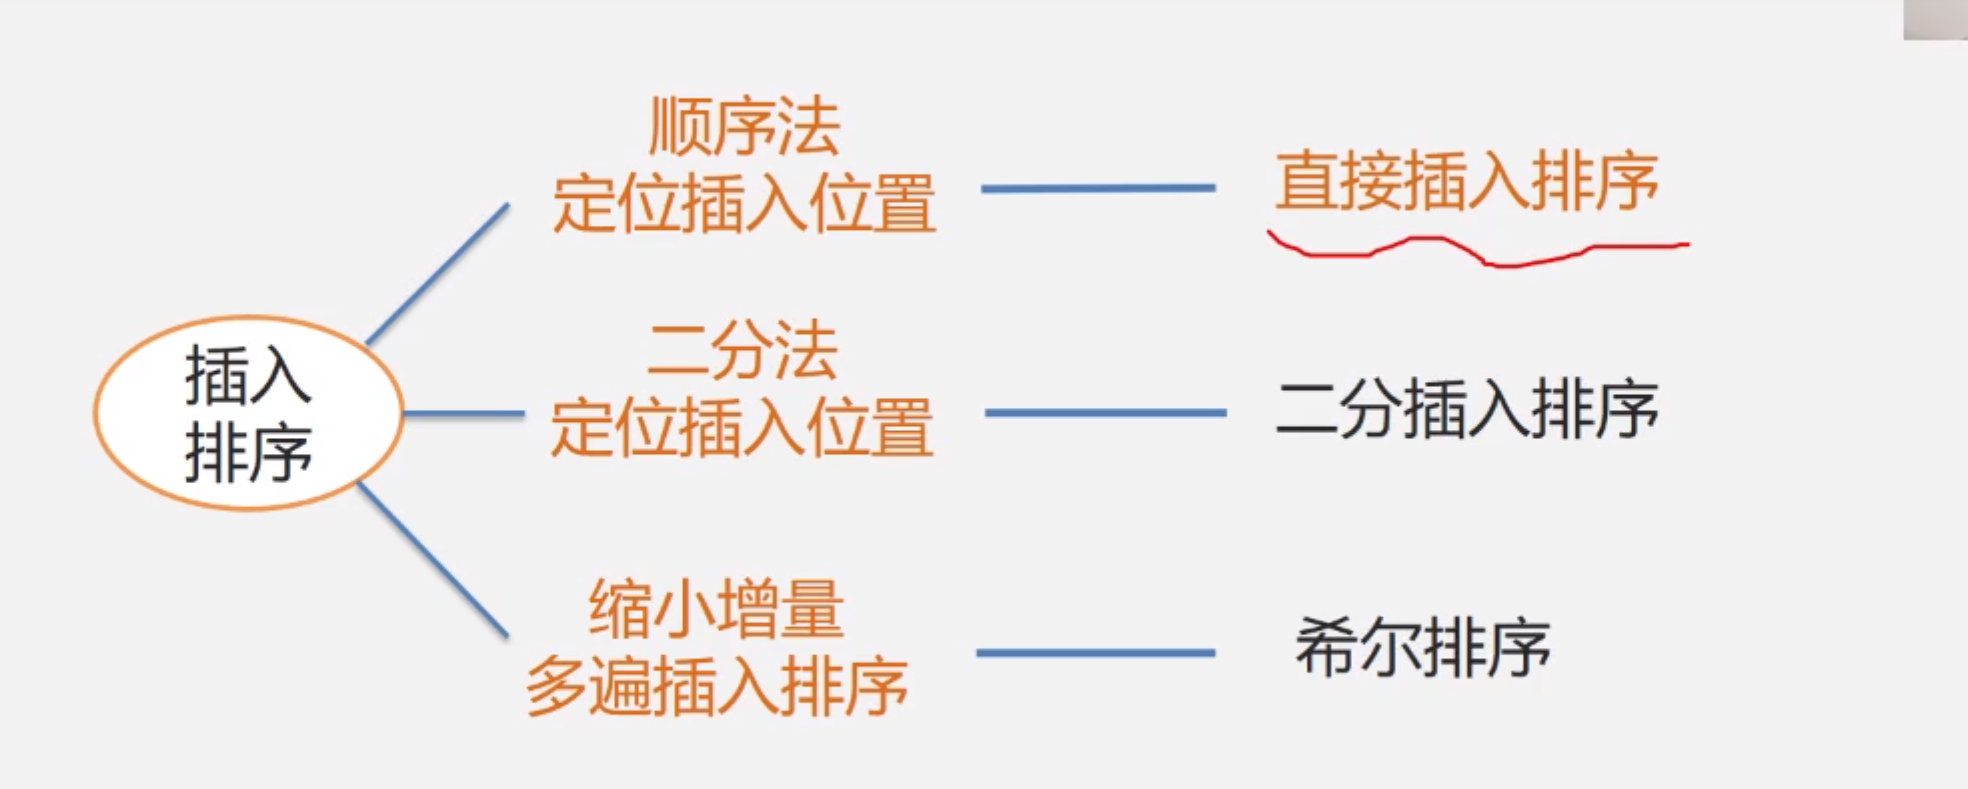 顺序法
定位插入位置
直接插入排序
插入
排序
二分法
定位插入位置
二分插入排序
缩小增量
多遍插入排序
希尔排序